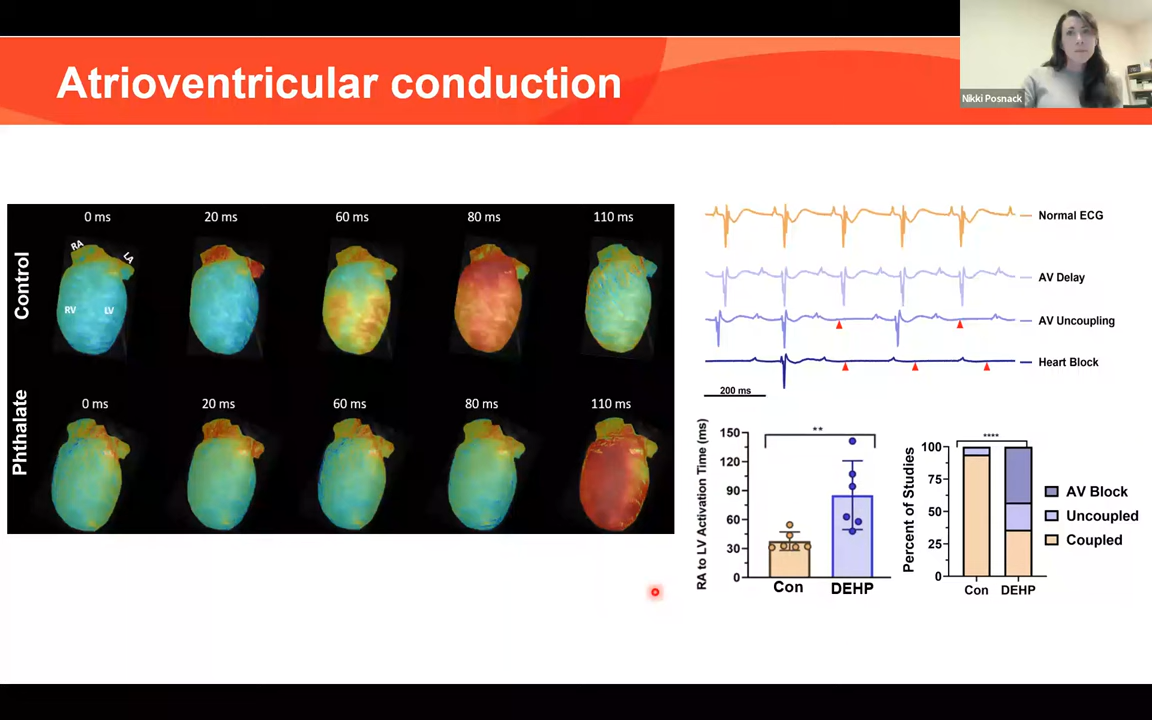 Atrioventricular conduction
Nikki Posnack
Control
0 ms
20 ms
60 ms
80 ms
110 ms
RA
LA
RV
LV
Phthalate
0 ms
20 ms
60 ms
80 ms
110 ms
Normal ECG
AV Delay
AV Uncoupling
Heart Block
200 ms
RA to LV Activation Time (ms)
150
120
90
60
30
0
**
Con
DEHP
Percent of Studies
100
75
50
25
0
****
Con
DEHP
AV Block
Uncoupled
Coupled